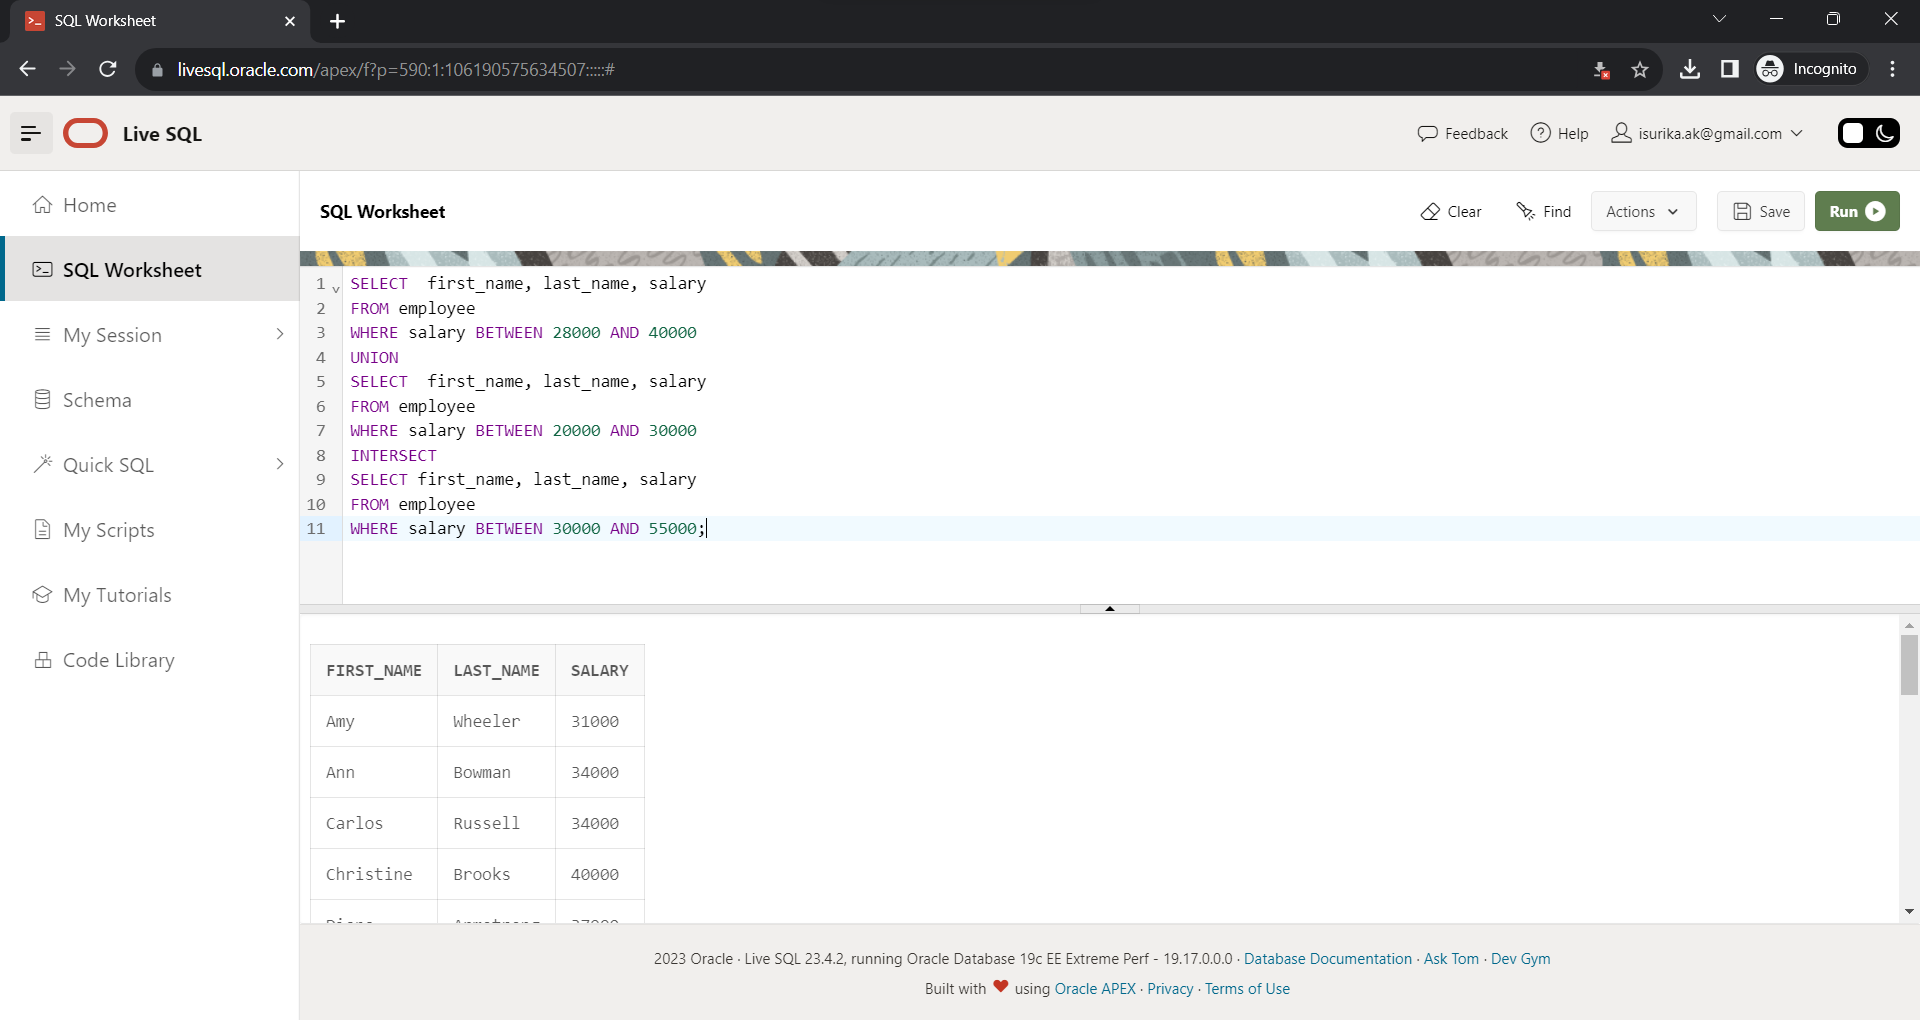 SQL Worksheet
livesql.oracle.com/apex/f?p=590:1:106190575634507:::::#
Incognito
Live SQL
Feedback
Help
isurika.ak@gmail.com
Home
SQL Worksheet
My Session
Schema
Quick SQL
My Scripts
My Tutorials
Code Library
SQL Worksheet
Clear
Find
Actions
Save
Run
1 SELECT  first_name, last_name, salary
2 FROM employee
3 WHERE salary BETWEEN 28000 AND 40000
4 UNION
5 SELECT  first_name, last_name, salary
6 FROM employee
7 WHERE salary BETWEEN 20000 AND 30000
8 INTERSECT
9 SELECT first_name, last_name, salary
10 FROM employee
11 WHERE salary BETWEEN 30000 AND 55000;
FIRST_NAME LAST_NAME SALARY
Amy Wheeler 31000
Ann Bowman 34000
Carlos Russell 34000
Christine Brooks 40000
2023 Oracle · Live SQL 23.4.2, running Oracle Database 19c EE Extreme Perf - 19.17.0.0.0 · Database Documentation · Ask Tom · Dev Gym
Built with ❤ using Oracle APEX · Privacy · Terms of Use